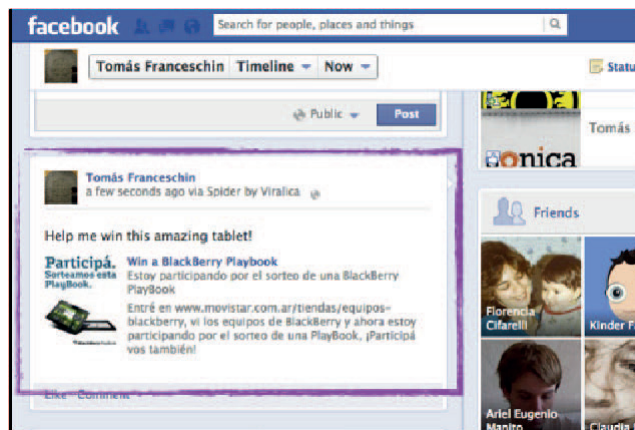 facebook
Search for people, places and things
Tomás Franceschin Timeline Now
Statu
Public
Post
Tomás
onica
Tomás Franceschin
a few seconds ago via Spider by Viralica
Help me win this amazing tablet!
Participá.
Sorteamos esta
PlayBook.
Win a BlackBerry Playbook
Estoy participando por el sorteo de una BlackBerry
PlayBook
Entré en www.movistar.com.ar/tiendas/equipos-
blackberry, vi los equipos de BlackBerry y ahora estoy
participando por el sorteo de una PlayBook, ¡Participá
vos también!
Like · Comment
Friends
Florencia
Cifarelli
Kinder F
Ariel Eugenio
Manito
Claudia